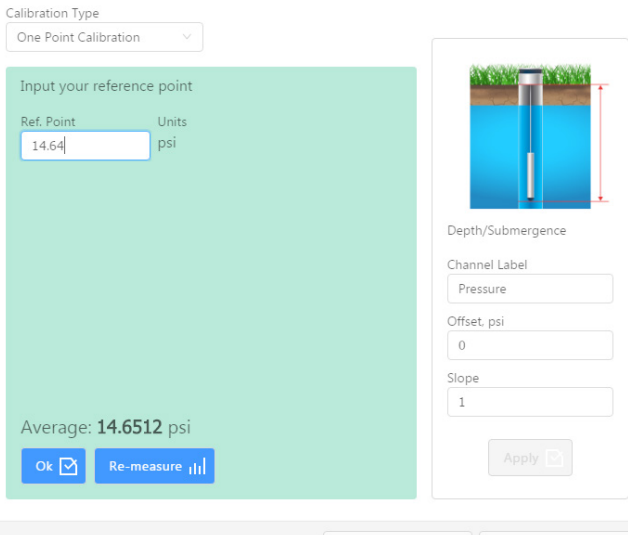 Calibration Type
One Point Calibration
Input your reference point
Ref. Point Units
14.64 psi
Average: 14.6512 psi
Ok Re-measure
Depth/Submergence
Channel Label
Pressure
Offset, psi
0
Slope
1
Apply